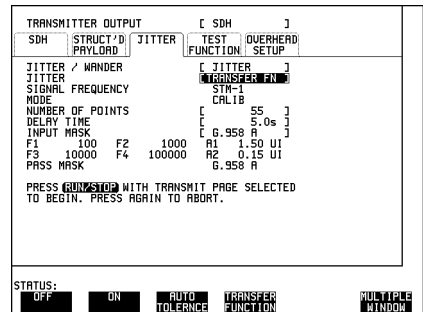 TRANSMITTER OUTPUT [ SDH ]
SDH STRUCT'D PAYLOAD JITTER TEST FUNCTION OVERHEAD SETUP
JITTER / WANDER [ JITTER ]
JITTER [TRANSFER FN ]
SIGNAL FREQUENCY STM-1
MODE CALIB
NUMBER OF POINTS [ 55 ]
DELAY TIME [ 5.0s ]
INPUT MASK [ G.958 A ]
F1 100 F2 1000 A1 1.50 UI
F3 10000 F4 100000 A2 0.15 UI
PASS MASK G.958 A
PRESS RUN/STOP WITH TRANSMIT PAGE SELECTED
TO BEGIN. PRESS AGAIN TO ABORT.
STATUS:
OFF ON AUTO TOLERNCE TRANSFER FUNCTION MULTIPLE WINDOW